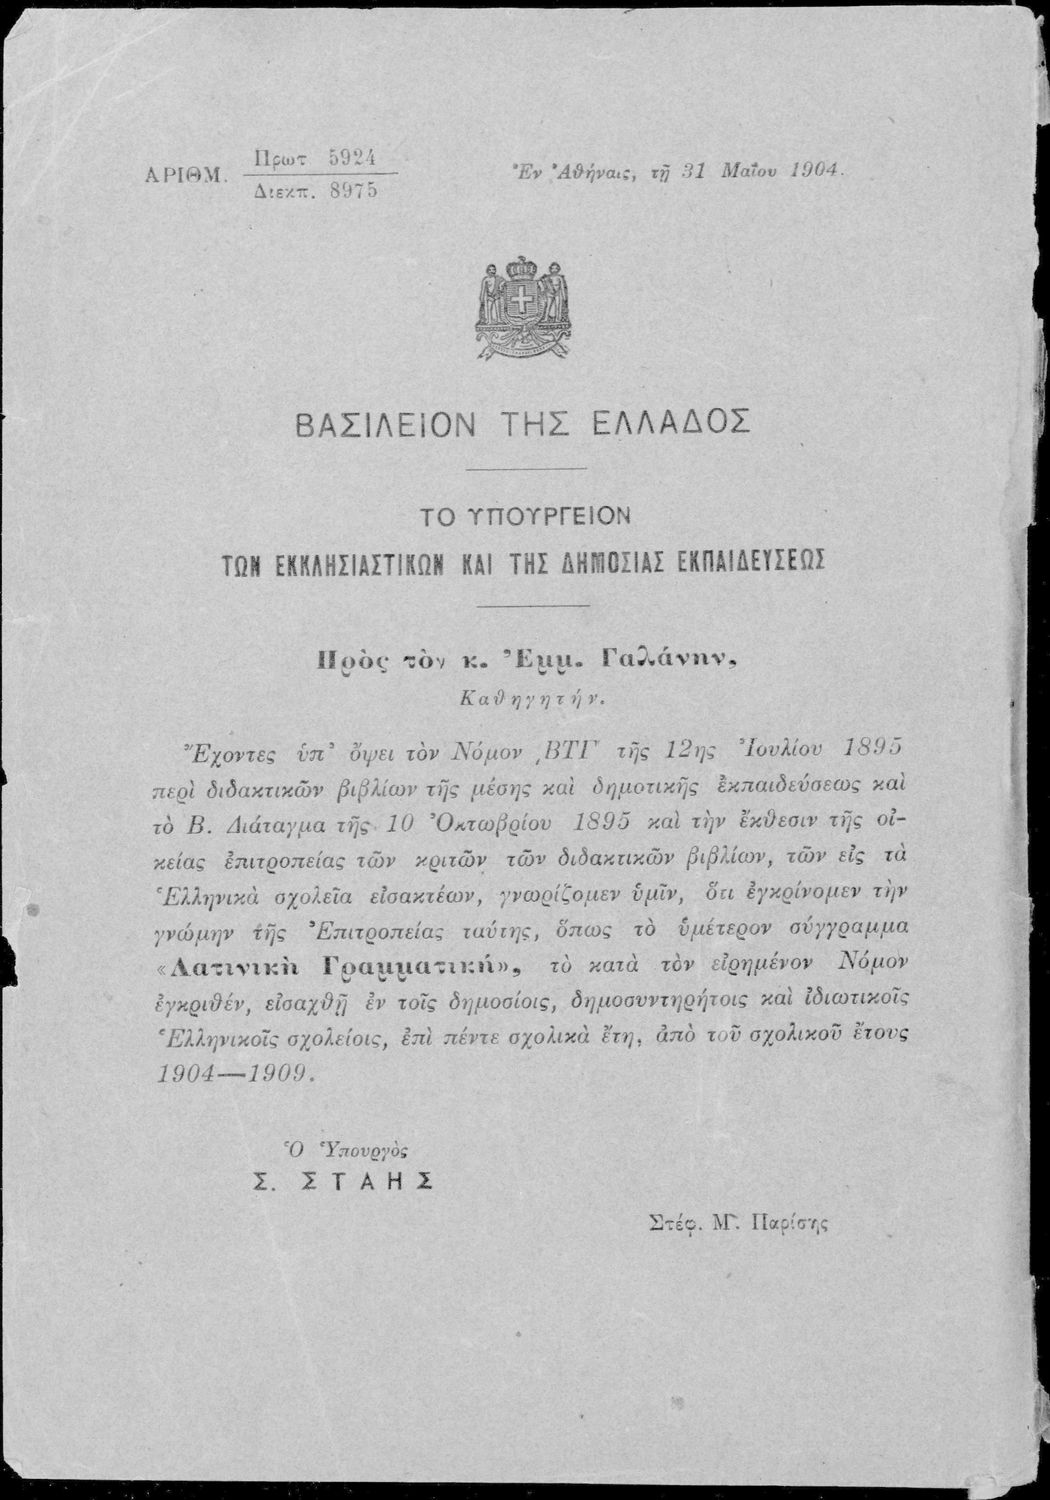 ΑΡΙΘΜ. Πρωτ 5924
Διεκπ. 8975
Ἐν Ἀθήναις, τῇ 31 Μαΐου 1904.
ΒΑΣΙΛΕΙΟΝ ΤΗΣ ΕΛΛΑΔΟΣ
ΤΟ ΥΠΟΥΡΓΕΙΟΝ
ΤΩΝ ΕΚΚΛΗΣΙΑΣΤΙΚΩΝ ΚΑΙ ΤΗΣ ΔΗΜΟΣΙΑΣ ΕΚΠΑΙΔΕΥΣΕΩΣ
Πρὸς τὸν κ. Ἐμμ. Γαλάνην,
Καθηγητήν.
Ἔχοντες ὑπ' ὄψει τὸν Νόμον ͵ΒΤΓ' τῆς 12ης Ἰουλίου 1895
περὶ διδακτικῶν βιβλίων τῆς μέσης καὶ δημοτικῆς ἐκπαιδεύσεως καὶ
τὸ Β. Διάταγμα τῆς 10 Ὀκτωβρίου 1895 καὶ τὴν ἔκθεσιν τῆς οἰ-
κείας ἐπιτροπείας τῶν κριτῶν τῶν διδακτικῶν βιβλίων, τῶν εἰς τὰ
Ἑλληνικὰ σχολεῖα εἰσακτέων, γνωρίζομεν ὑμῖν, ὅτι ἐγκρίνομεν τὴν
γνώμην τῆς Ἐπιτροπείας ταύτης, ὅπως τὸ ὑμέτερον σύγγραμμα
«Λατινικὴ Γραμματική», τὸ κατὰ τὸν εἰρημένον Νόμον
ἐγκριθέν, εἰσαχθῇ ἐν τοῖς δημοσίοις, δημοσυντηρήτοις καὶ ἰδιωτικοῖς
Ἑλληνικοῖς σχολείοις, ἐπὶ πέντε σχολικὰ ἔτη, ἀπὸ τοῦ σχολικοῦ ἔτους
1904—1909.
Ὁ Ὑπουργὸς
Σ. ΣΤΑΗΣ
Στέφ. Μ. Παρίσης